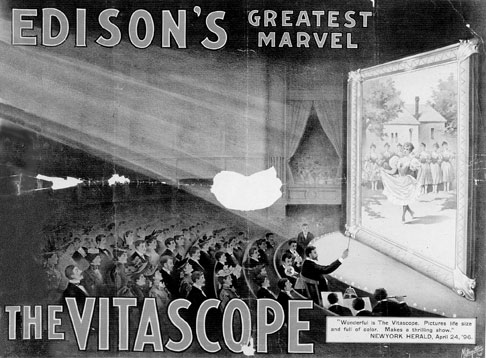 EDISON'S GREATEST
MARVEL
THE VITASCOPE
"Wonderful is The Vitascope. Pictures life size
and full of color. Makes a thrilling show."
NEW YORK HERALD, April 24, '96.